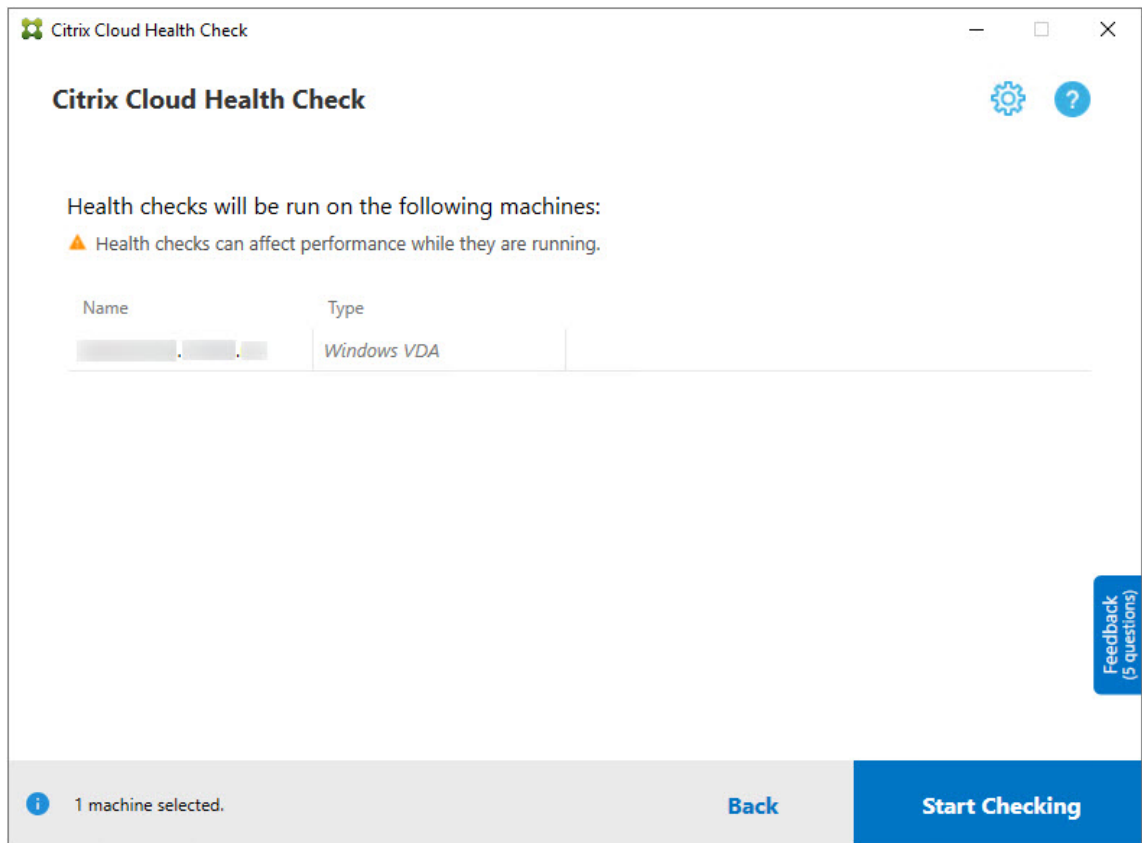 Citrix Cloud Health Check
Citrix Cloud Health Check
?
Health checks will be run on the following machines:
Health checks can affect performance while they are running.
Name Type
Windows VDA
Feedback
(5 questions)
1 machine selected.
Back
Start Checking